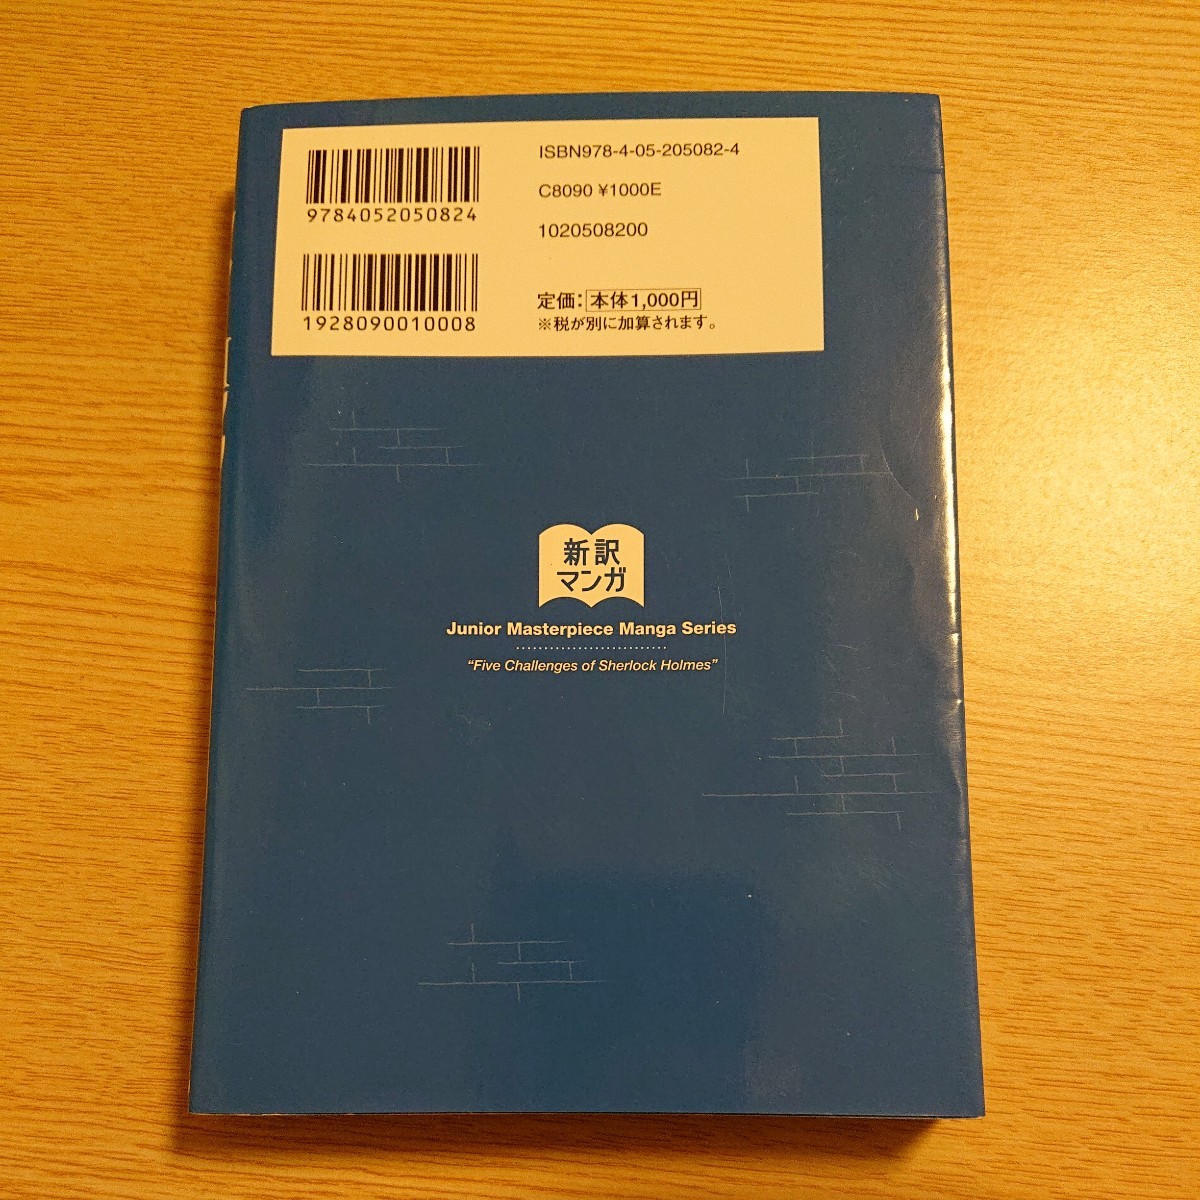 ISBN978-4-05-205082-4
C8090 ¥1000E
1020508200
9784052050824
1928090010008
定価：本体1,000円
※税が別に加算されます。
新訳
マンガ
Junior Masterpiece Manga Series
“Five Challenges of Sherlock Holmes”